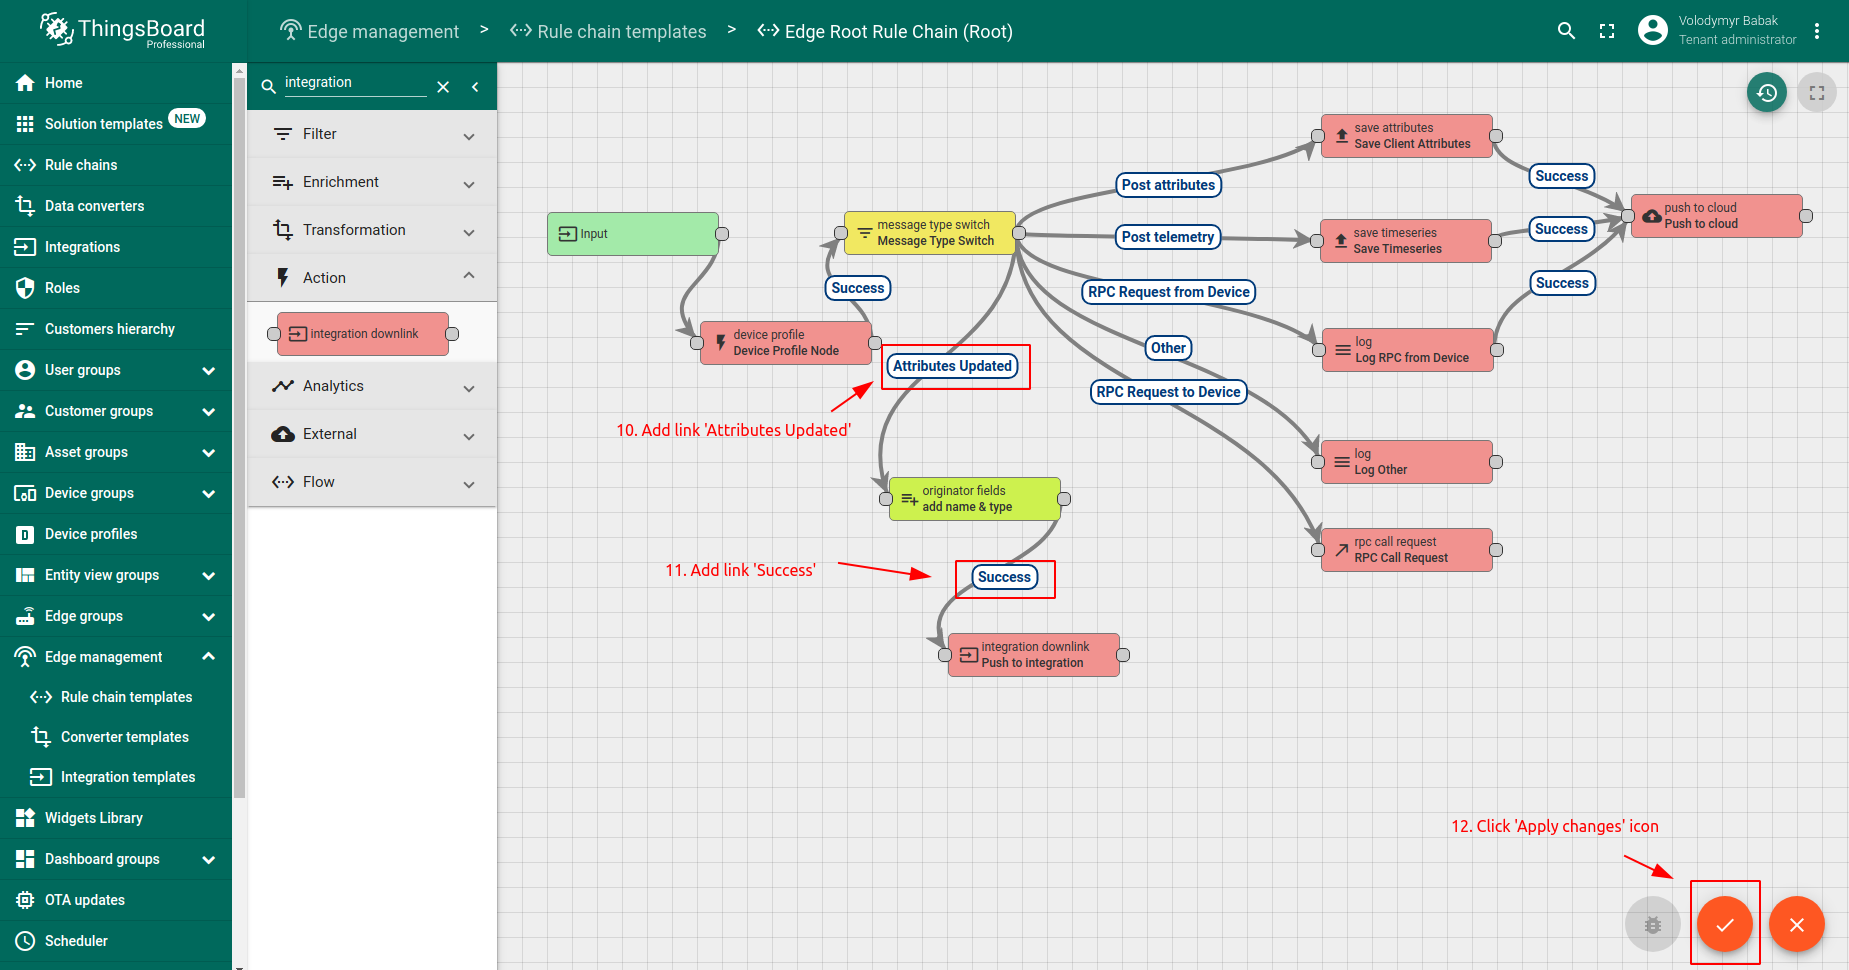 ThingsBoard
Professional
Edge management > Rule chain templates > Edge Root Rule Chain (Root)
Volodymyr Babak
Tenant administrator
Home
Solution templates NEW
Rule chains
Data converters
Integrations
Roles
Customers hierarchy
User groups
Customer groups
Asset groups
Device groups
Device profiles
Entity view groups
Edge groups
Edge management
Rule chain templates
Converter templates
Integration templates
Widgets Library
Dashboard groups
OTA updates
Scheduler
integration
Filter
Enrichment
Transformation
Action
integration downlink
Analytics
External
Flow
Input
device profile
Device Profile Node
Success
message type switch
Message Type Switch
Post attributes
Post telemetry
RPC Request from Device
Other
RPC Request to Device
Attributes Updated
10. Add link 'Attributes Updated'
originator fields
add name & type
11. Add link 'Success'
Success
integration downlink
Push to integration
save attributes
Save Client Attributes
save timeseries
Save Timeseries
log
Log RPC from Device
log
Log Other
rpc call request
RPC Call Request
Success
Success
Success
push to cloud
Push to cloud
12. Click 'Apply changes' icon